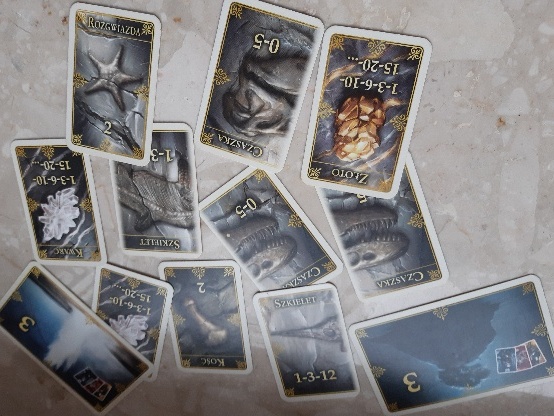 ROZGWIAZDA
2
0-5
CZASZKA
1-3-6-10-
15-20-...
ZŁOTO
1-3-6-10-
15-20-...
KWARC
1-3
SZKIELET
0-5
CZASZKA
5
CZASZKA
3
1-3-6-10-
15-20-...
2
KOŚĆ
SZKIELET
1-3-12
3